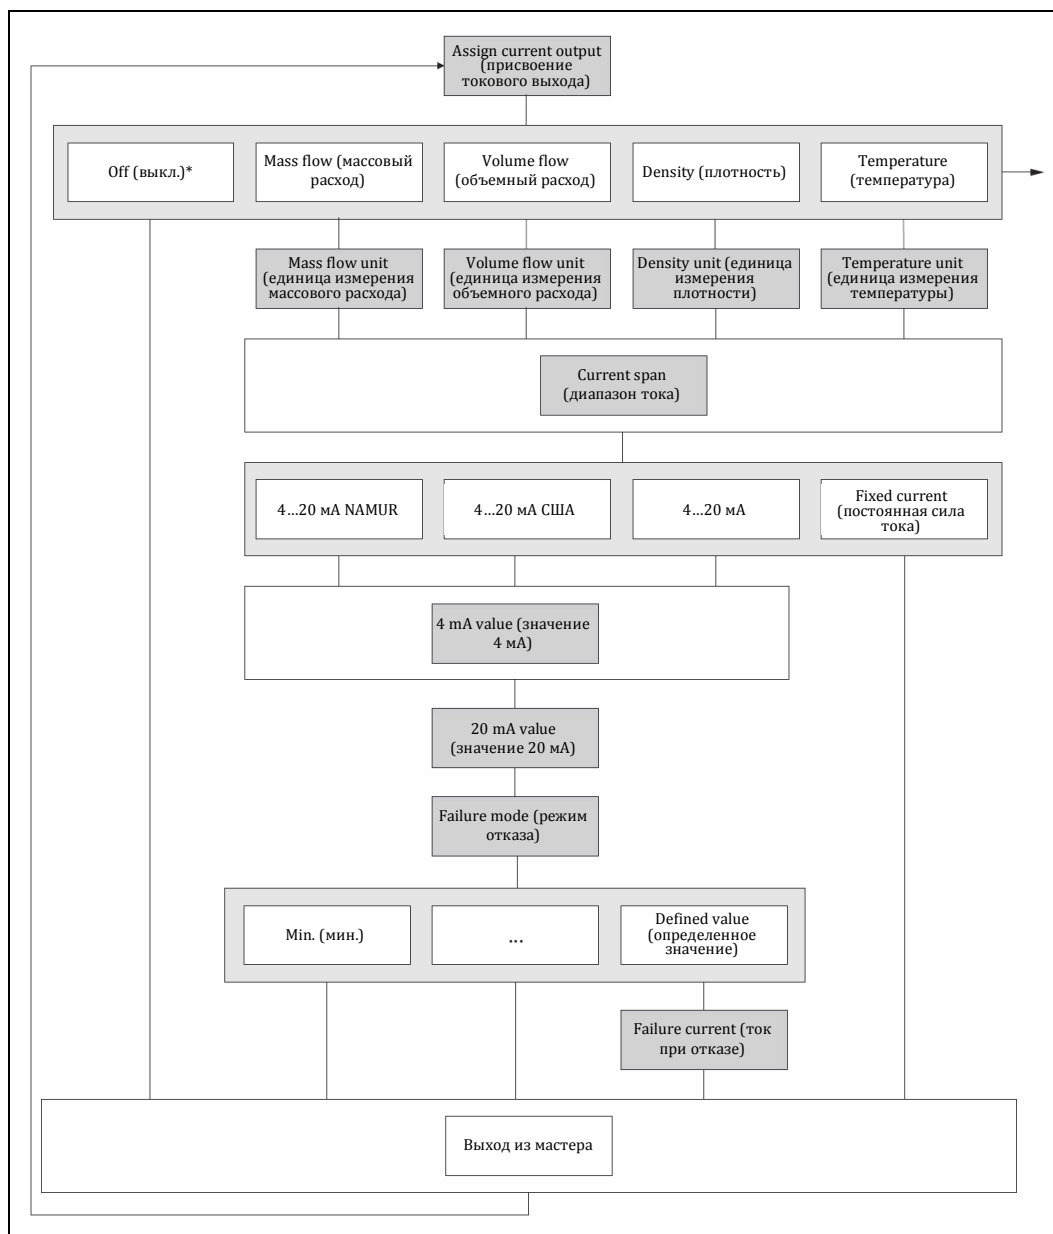 Assign current output
(присвоение
токового выхода)
Off (выкл.)*
Mass flow (массовый
расход)
Volume flow
(объемный расход)
Density (плотность)
Temperature
(температура)
Mass flow unit
(единица измерения
массового расхода)
Volume flow unit
(единица измерения
объемного расхода)
Density unit (единица
измерения
плотности)
Temperature unit
(единица измерения
температуры)
Current span
(диапазон тока)
4...20 мА NAMUR
4...20 мА США
4...20 мА
Fixed current
(постоянная сила
тока)
4 mA value (значение
4 мА)
20 mA value
(значение 20 мА)
Failure mode (режим
отказа)
Min. (мин.)
...
Defined value
(определенное
значение)
Failure current (ток
при отказе)
Выход из мастера